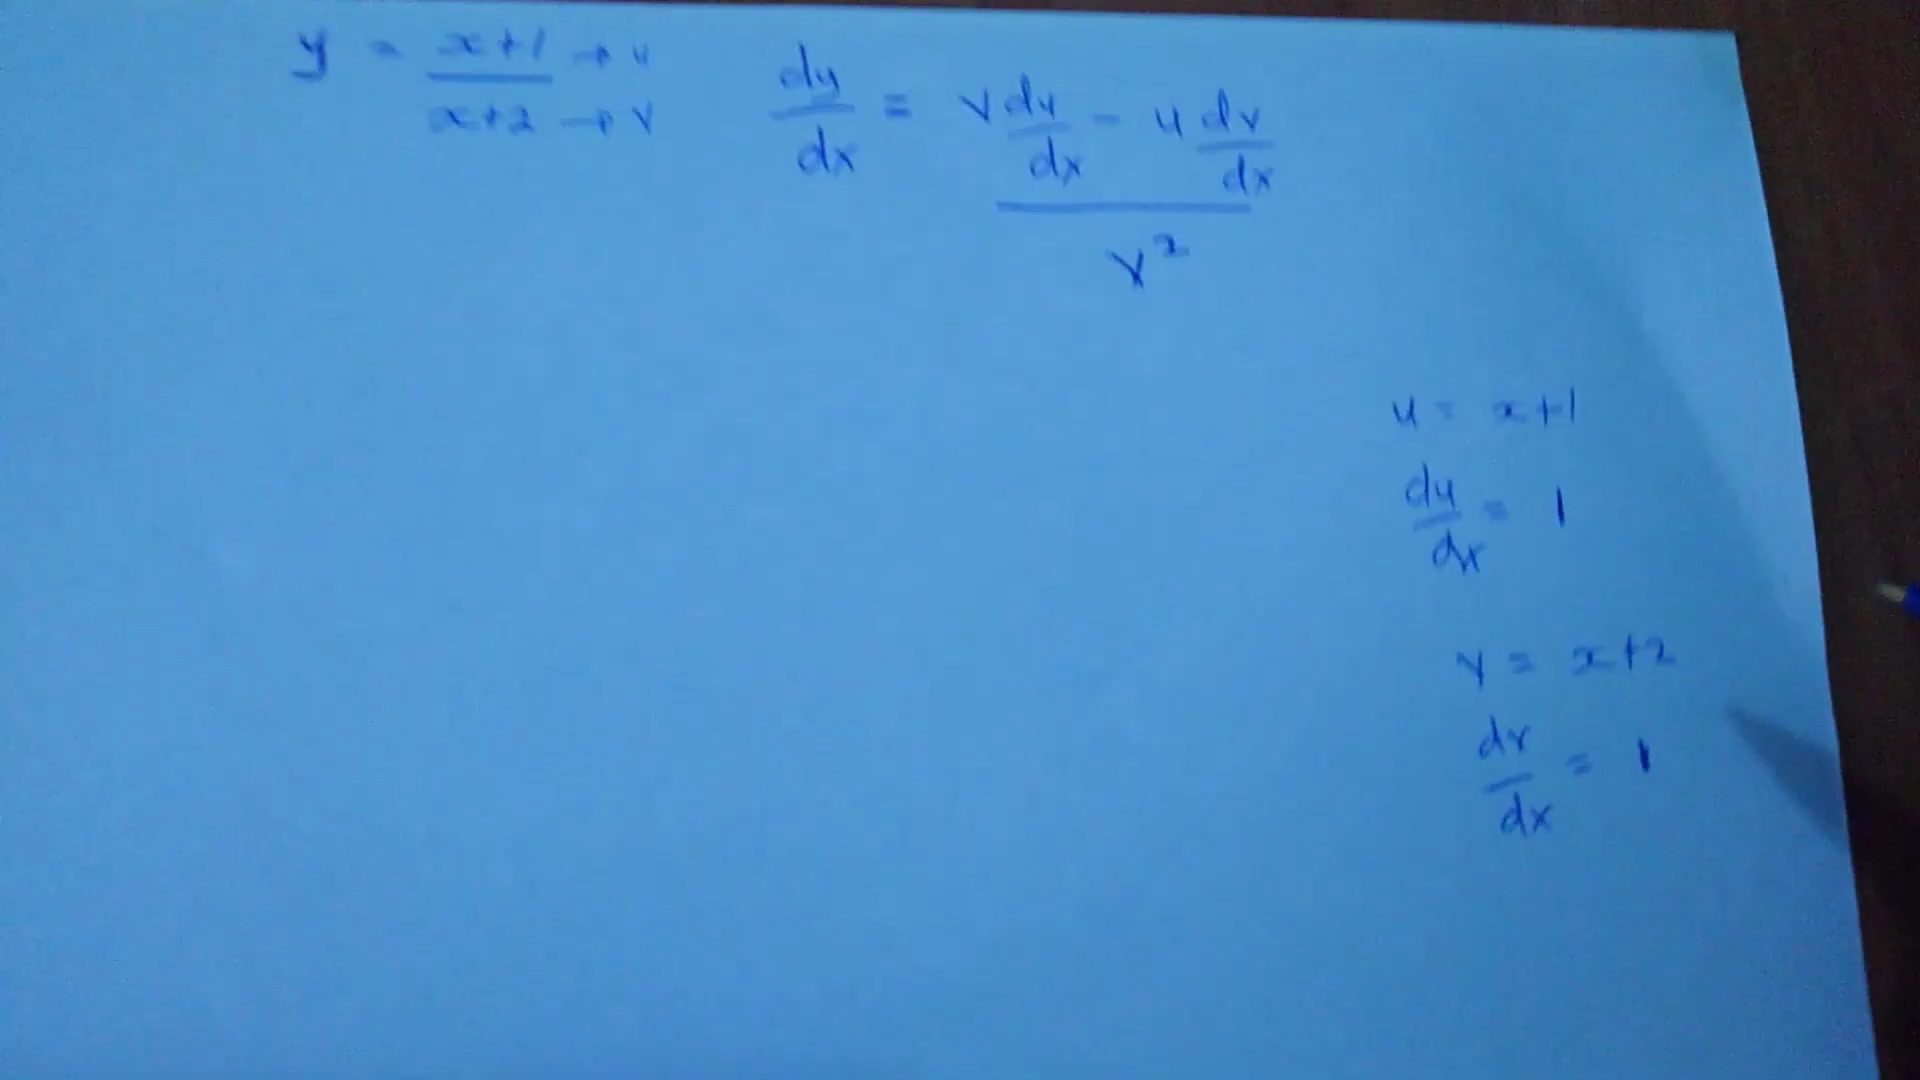 y = x+1 → u
x+2 → v
dy/dx = v du/dx - u dv/dx
v²
u = x+1
du/dx = 1
v = x+2
dv/dx = 1